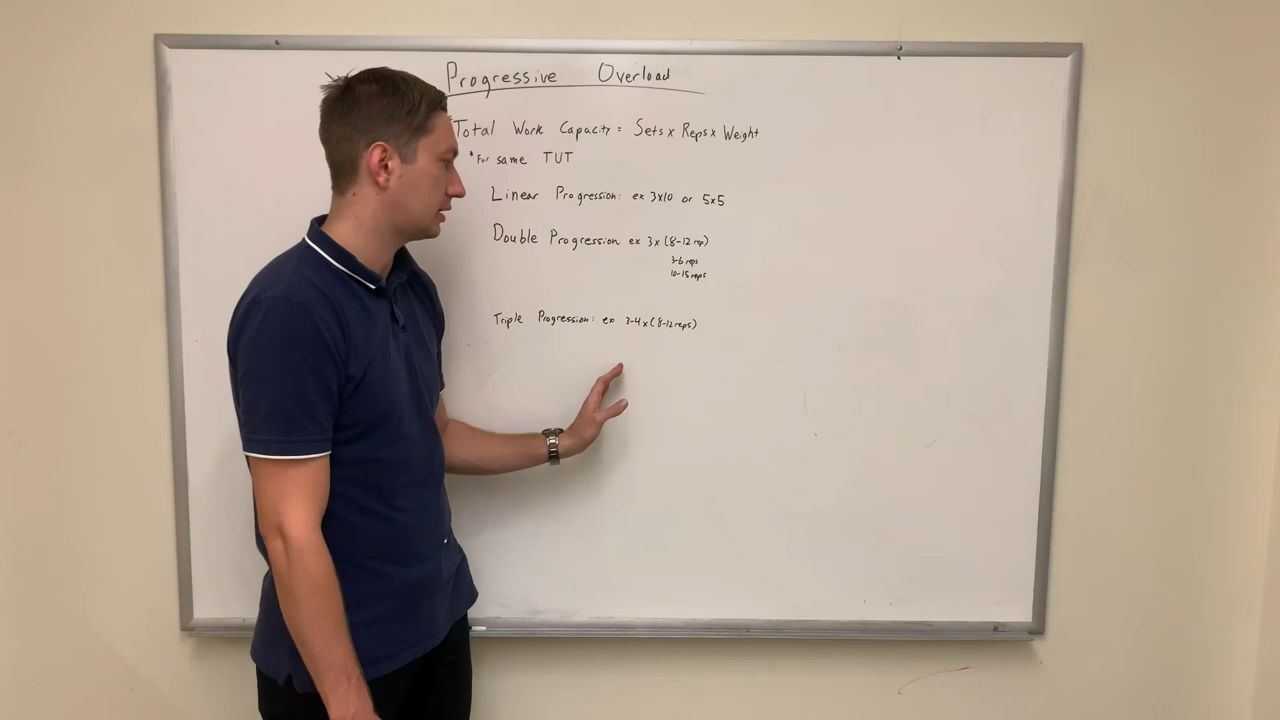 Progressive Overload
Total Work Capacity = Sets x Reps x Weight
*For same TUT
Linear Progression: ex 3x10 or 5x5
Double Progression ex 3x (8-12 rep)
3-6 reps
10-15 reps
Triple Progression: ex 3-4 x (8-12 reps)